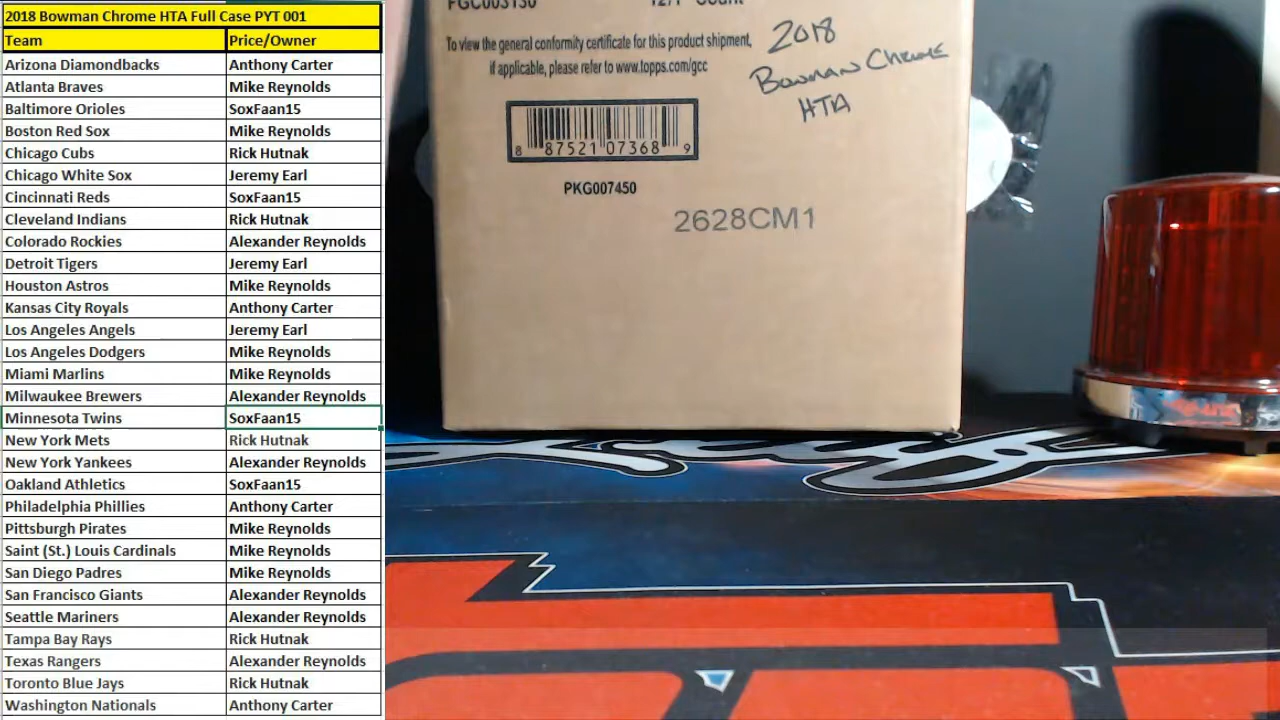 2018 Bowman Chrome HTA Full Case PYT 001
Team Price/Owner
Arizona Diamondbacks Anthony Carter
Atlanta Braves Mike Reynolds
Baltimore Orioles SoxFaan15
Boston Red Sox Mike Reynolds
Chicago Cubs Rick Hutnak
Chicago White Sox Jeremy Earl
Cincinnati Reds SoxFaan15
Cleveland Indians Rick Hutnak
Colorado Rockies Alexander Reynolds
Detroit Tigers Jeremy Earl
Houston Astros Mike Reynolds
Kansas City Royals Anthony Carter
Los Angeles Angels Jeremy Earl
Los Angeles Dodgers Mike Reynolds
Miami Marlins Mike Reynolds
Milwaukee Brewers Alexander Reynolds
Minnesota Twins SoxFaan15
New York Mets Rick Hutnak
New York Yankees Alexander Reynolds
Oakland Athletics SoxFaan15
Philadelphia Phillies Anthony Carter
Pittsburgh Pirates Mike Reynolds
Saint (St.) Louis Cardinals Mike Reynolds
San Diego Padres Mike Reynolds
San Francisco Giants Alexander Reynolds
Seattle Mariners Alexander Reynolds
Tampa Bay Rays Rick Hutnak
Texas Rangers Alexander Reynolds
Toronto Blue Jays Rick Hutnak
Washington Nationals Anthony Carter
To view the general conformity certificate for this product shipment,
if applicable, please refer to www.topps.com/gcc
2018
Bowman Chrome
HTA
8 87521 07368 9
PKG007450
2628CM1